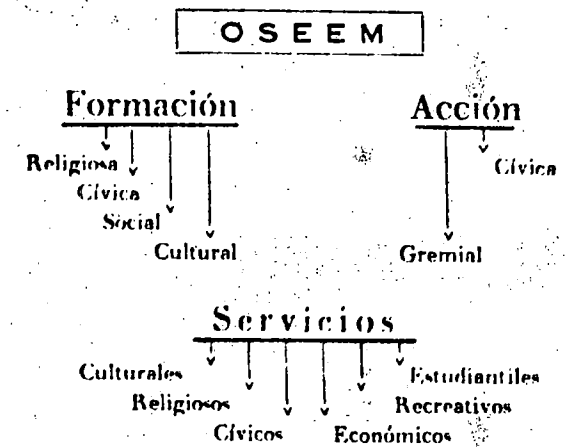 OSEEM
Formación
Acción
Religiosa
Cívica
Cívica
Social
Cultural
Gremial
Servicios
Culturales
Estudiantiles
Religiosos
Recreativos
Cívicos
Económicos